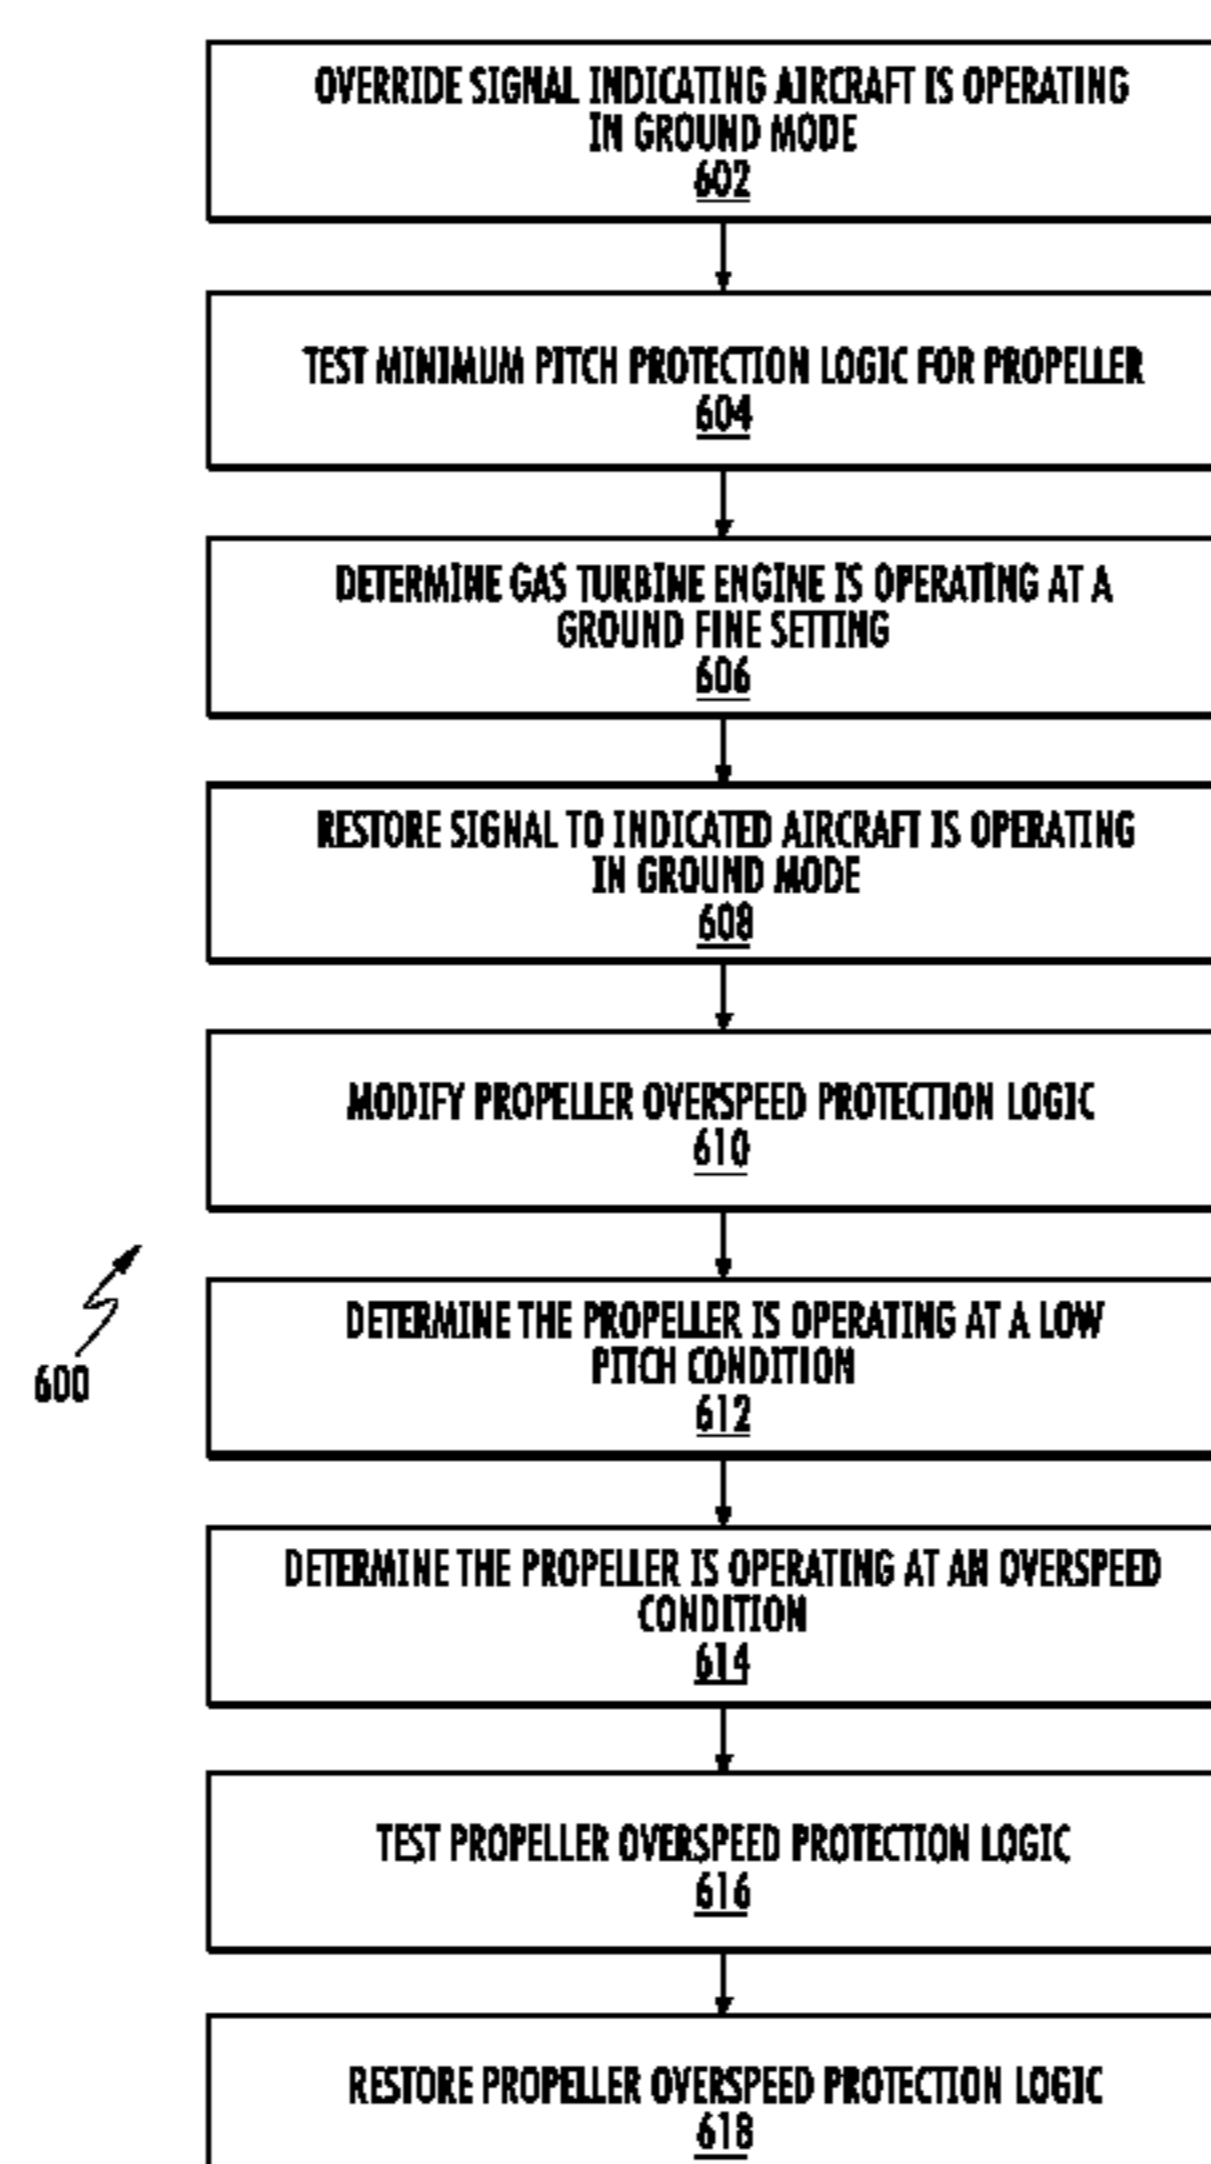 OVERRIDE SIGNAL INDICATING AIRCRAFT IS OPERATING
IN GROUND MODE
602
TEST MINIMUM PITCH PROTECTION LOGIC FOR PROPELLER
604
DETERMINE GAS TURBINE ENGINE IS OPERATING AT A
GROUND FINE SETTING
606
RESTORE SIGNAL TO INDICATED AIRCRAFT IS OPERATING
IN GROUND MODE
608
MODIFY PROPELLER OVERSPEED PROTECTION LOGIC
610
DETERMINE THE PROPELLER IS OPERATING AT A LOW
PITCH CONDITION
612
600
DETERMINE THE PROPELLER IS OPERATING AT AN OVERSPEED
CONDITION
614
TEST PROPELLER OVERSPEED PROTECTION LOGIC
616
RESTORE PROPELLER OVERSPEED PROTECTION LOGIC
618